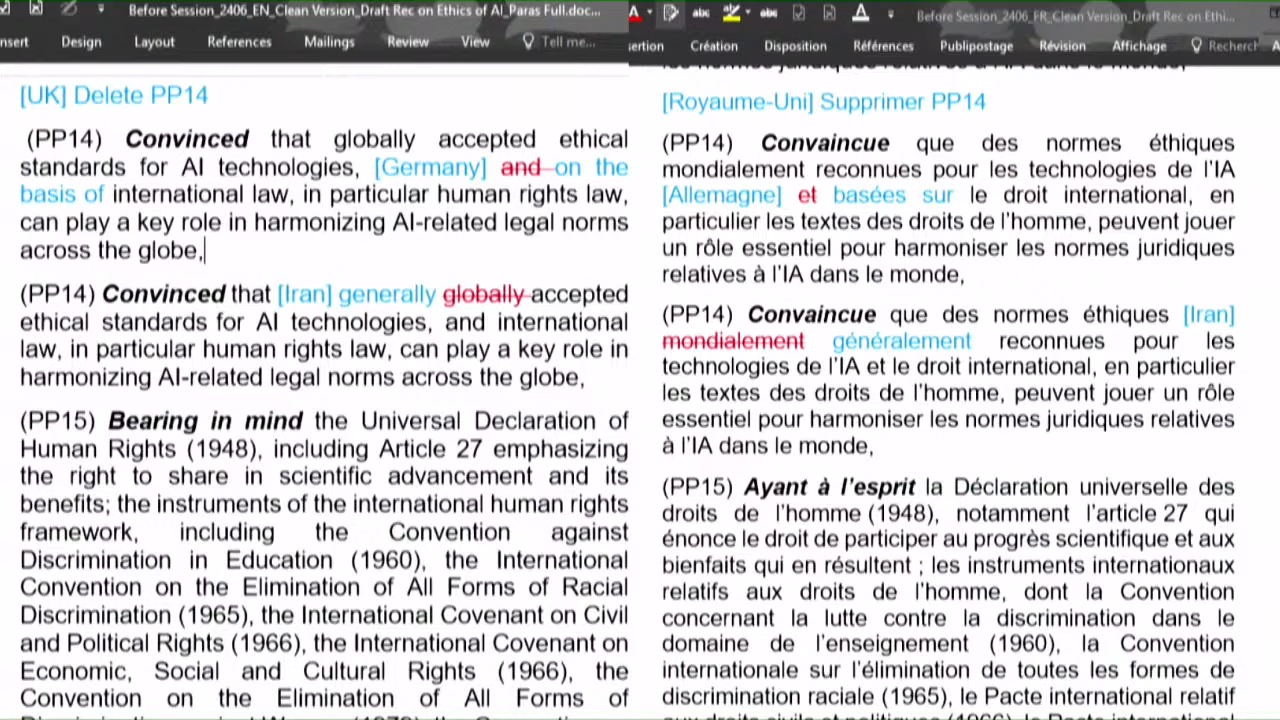 Before Session_2406_EN_Clean Version_Draft Rec on Ethics of AI_Paras Full.doc...
Design Layout References Mailings Review View Tell me...
[UK] Delete PP14
(PP14) Convinced that globally accepted ethical
standards for AI technologies, [Germany] and on the
basis of international law, in particular human rights law,
can play a key role in harmonizing AI-related legal norms
across the globe,
(PP14) Convinced that [Iran] generally globally accepted
ethical standards for AI technologies, and international
law, in particular human rights law, can play a key role in
harmonizing AI-related legal norms across the globe,
(PP15) Bearing in mind the Universal Declaration of
Human Rights (1948), including Article 27 emphasizing
the right to share in scientific advancement and its
benefits; the instruments of the international human rights
framework, including the Convention against
Discrimination in Education (1960), the International
Convention on the Elimination of All Forms of Racial
Discrimination (1965), the International Covenant on Civil
and Political Rights (1966), the International Covenant on
Economic, Social and Cultural Rights (1966), the
Convention on the Elimination of All Forms of
Before Session_2406_FR_Clean Version_Draft Rec on Ethi...
Création Disposition Références Publipostage Révision Affichage
[Royaume-Uni] Supprimer PP14
(PP14) Convaincue que des normes éthiques
mondialement reconnues pour les technologies de l'IA
[Allemagne] et basées sur le droit international, en
particulier les textes des droits de l'homme, peuvent jouer
un rôle essentiel pour harmoniser les normes juridiques
relatives à l'IA dans le monde,
(PP14) Convaincue que des normes éthiques [Iran]
mondialement généralement reconnues pour les
technologies de l'IA et le droit international, en particulier
les textes des droits de l'homme, peuvent jouer un rôle
essentiel pour harmoniser les normes juridiques relatives
à l'IA dans le monde,
(PP15) Ayant à l'esprit la Déclaration universelle des
droits de l'homme (1948), notamment l'article 27 qui
énonce le droit de participer au progrès scientifique et aux
bienfaits qui en résultent ; les instruments internationaux
relatifs aux droits de l'homme, dont la Convention
concernant la lutte contre la discrimination dans le
domaine de l'enseignement (1960), la Convention
internationale sur l'élimination de toutes les formes de
discrimination raciale (1965), le Pacte international relatif